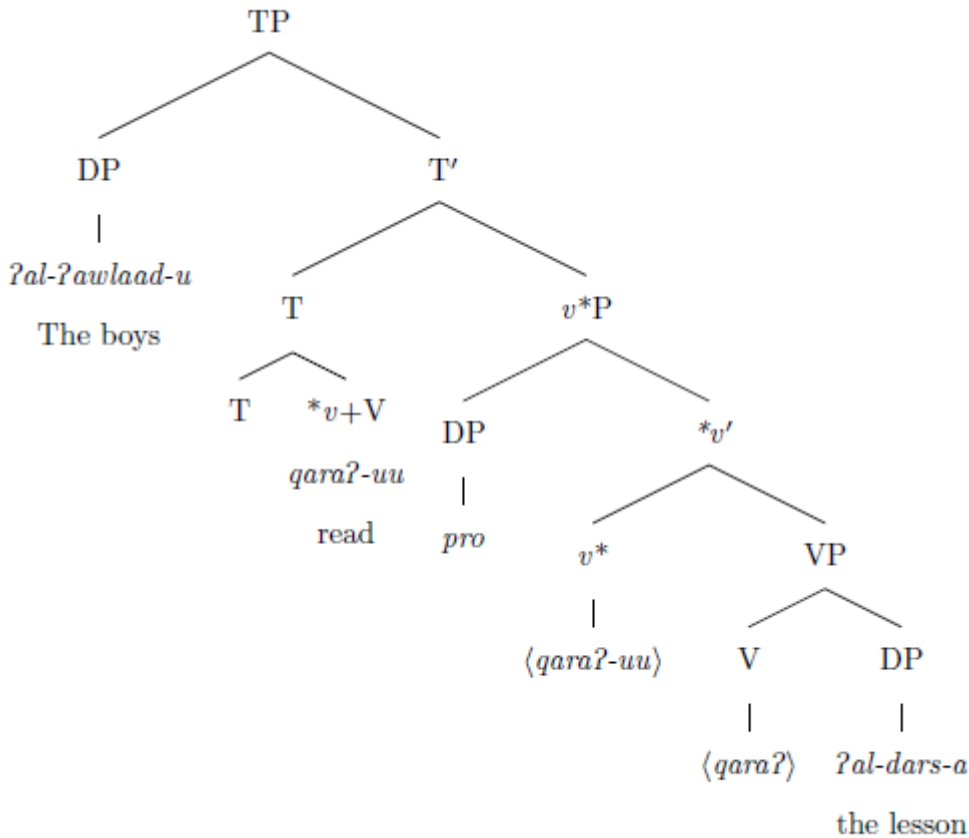 TP
DP T′
ʔal-ʔawlaad-u
The boys
T v*P
T *v+V
qaraʔ-uu
read
DP *v′
pro
v* VP
⟨qaraʔ-uu⟩
V DP
⟨qaraʔ⟩ ʔal-dars-a
the lesson